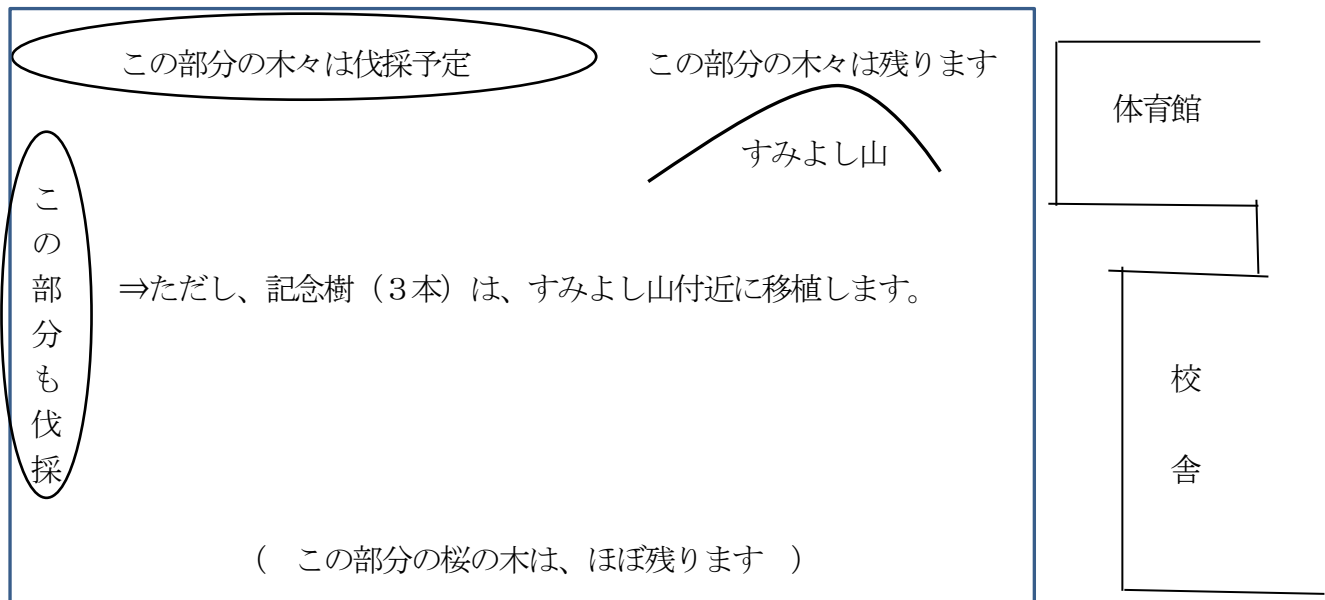 この部分の木々は伐採予定
この部分の木々は残ります
体育館
すみよし山
この部分も伐採
⇒ただし、記念樹（３本）は、すみよし山付近に移植します。
校舎
（　この部分の桜の木は、ほぼ残ります　）